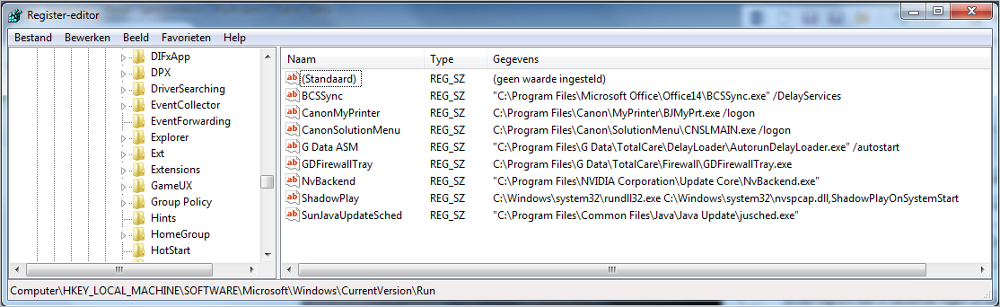 Register-editor
Bestand Bewerken Beeld Favorieten Help
DIFxApp
DPX
DriverSearching
EventCollector
EventForwarding
Explorer
Ext
Extensions
GameUX
Group Policy
Hints
HomeGroup
HotStart
Naam Type Gegevens
(Standaard) REG_SZ (geen waarde ingesteld)
BCSSync REG_SZ "C:\Program Files\Microsoft Office\Office14\BCSSync.exe" /DelayServices
CanonMyPrinter REG_SZ C:\Program Files\Canon\MyPrinter\BJMyPrt.exe /logon
CanonSolutionMenu REG_SZ C:\Program Files\Canon\SolutionMenu\CNSLMAIN.exe /logon
G Data ASM REG_SZ "C:\Program Files\G Data\TotalCare\DelayLoader\AutorunDelayLoader.exe" /autostart
GDFirewallTray REG_SZ C:\Program Files\G Data\TotalCare\Firewall\GDFirewallTray.exe
NvBackend REG_SZ "C:\Program Files\NVIDIA Corporation\Update Core\NvBackend.exe"
ShadowPlay REG_SZ C:\Windows\system32\rundll32.exe C:\Windows\system32\nvspcap.dll,ShadowPlayOnSystemStart
SunJavaUpdateSched REG_SZ "C:\Program Files\Common Files\Java\Java Update\jusched.exe"
Computer\HKEY_LOCAL_MACHINE\SOFTWARE\Microsoft\Windows\CurrentVersion\Run